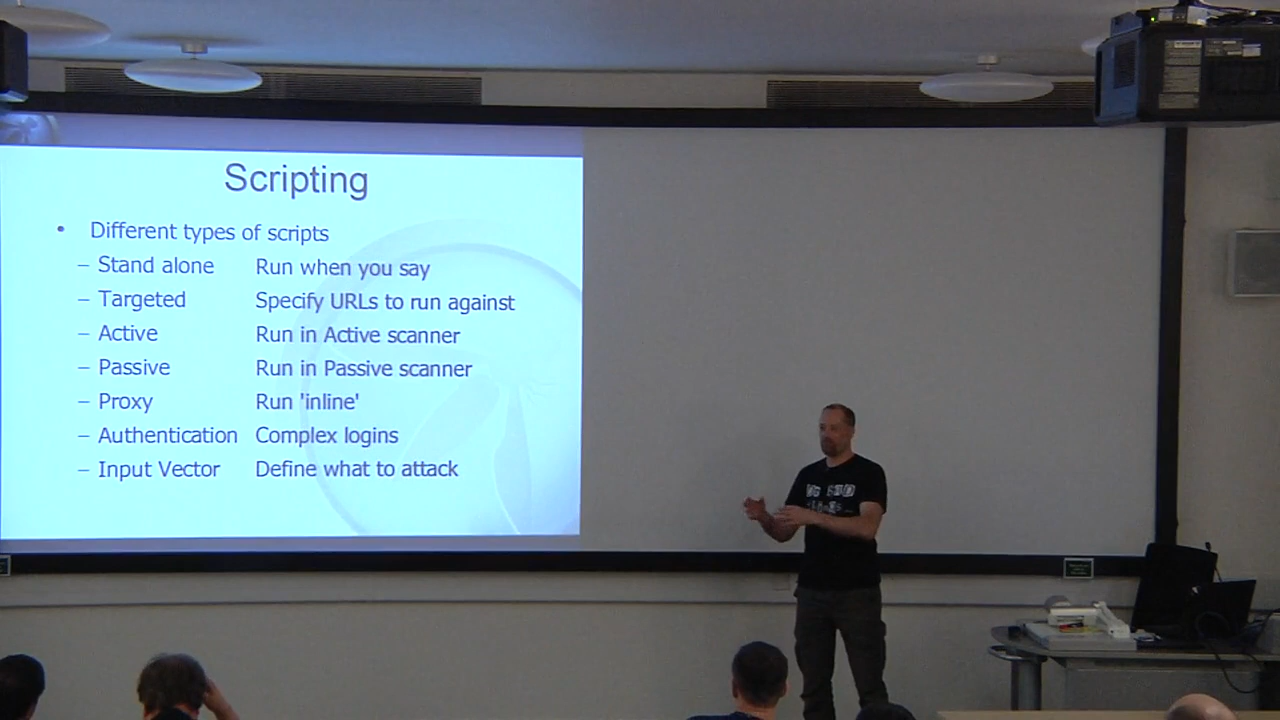 Scripting
• Different types of scripts
– Stand alone Run when you say
– Targeted Specify URLs to run against
– Active Run in Active scanner
– Passive Run in Passive scanner
– Proxy Run 'inline'
– Authentication Complex logins
– Input Vector Define what to attack